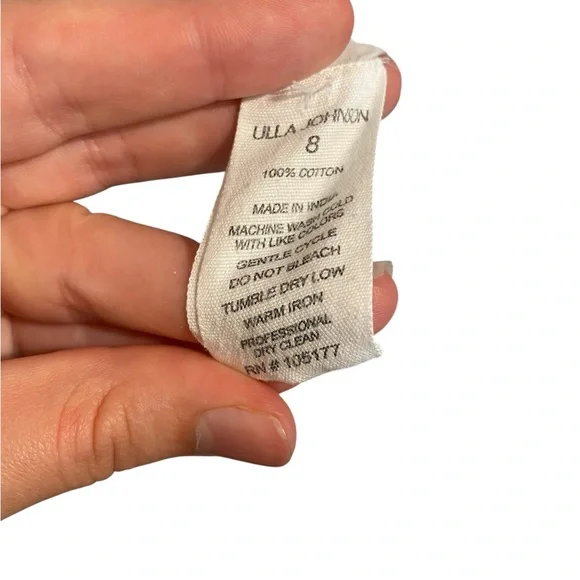 ULLA JOHNSON
8
100% COTTON
MADE IN INDIA
MACHINE WASH COLD
WITH LIKE COLORS
GENTLE CYCLE
DO NOT BLEACH
TUMBLE DRY LOW
WARM IRON
PROFESSIONAL
DRY CLEAN
RN # 105177